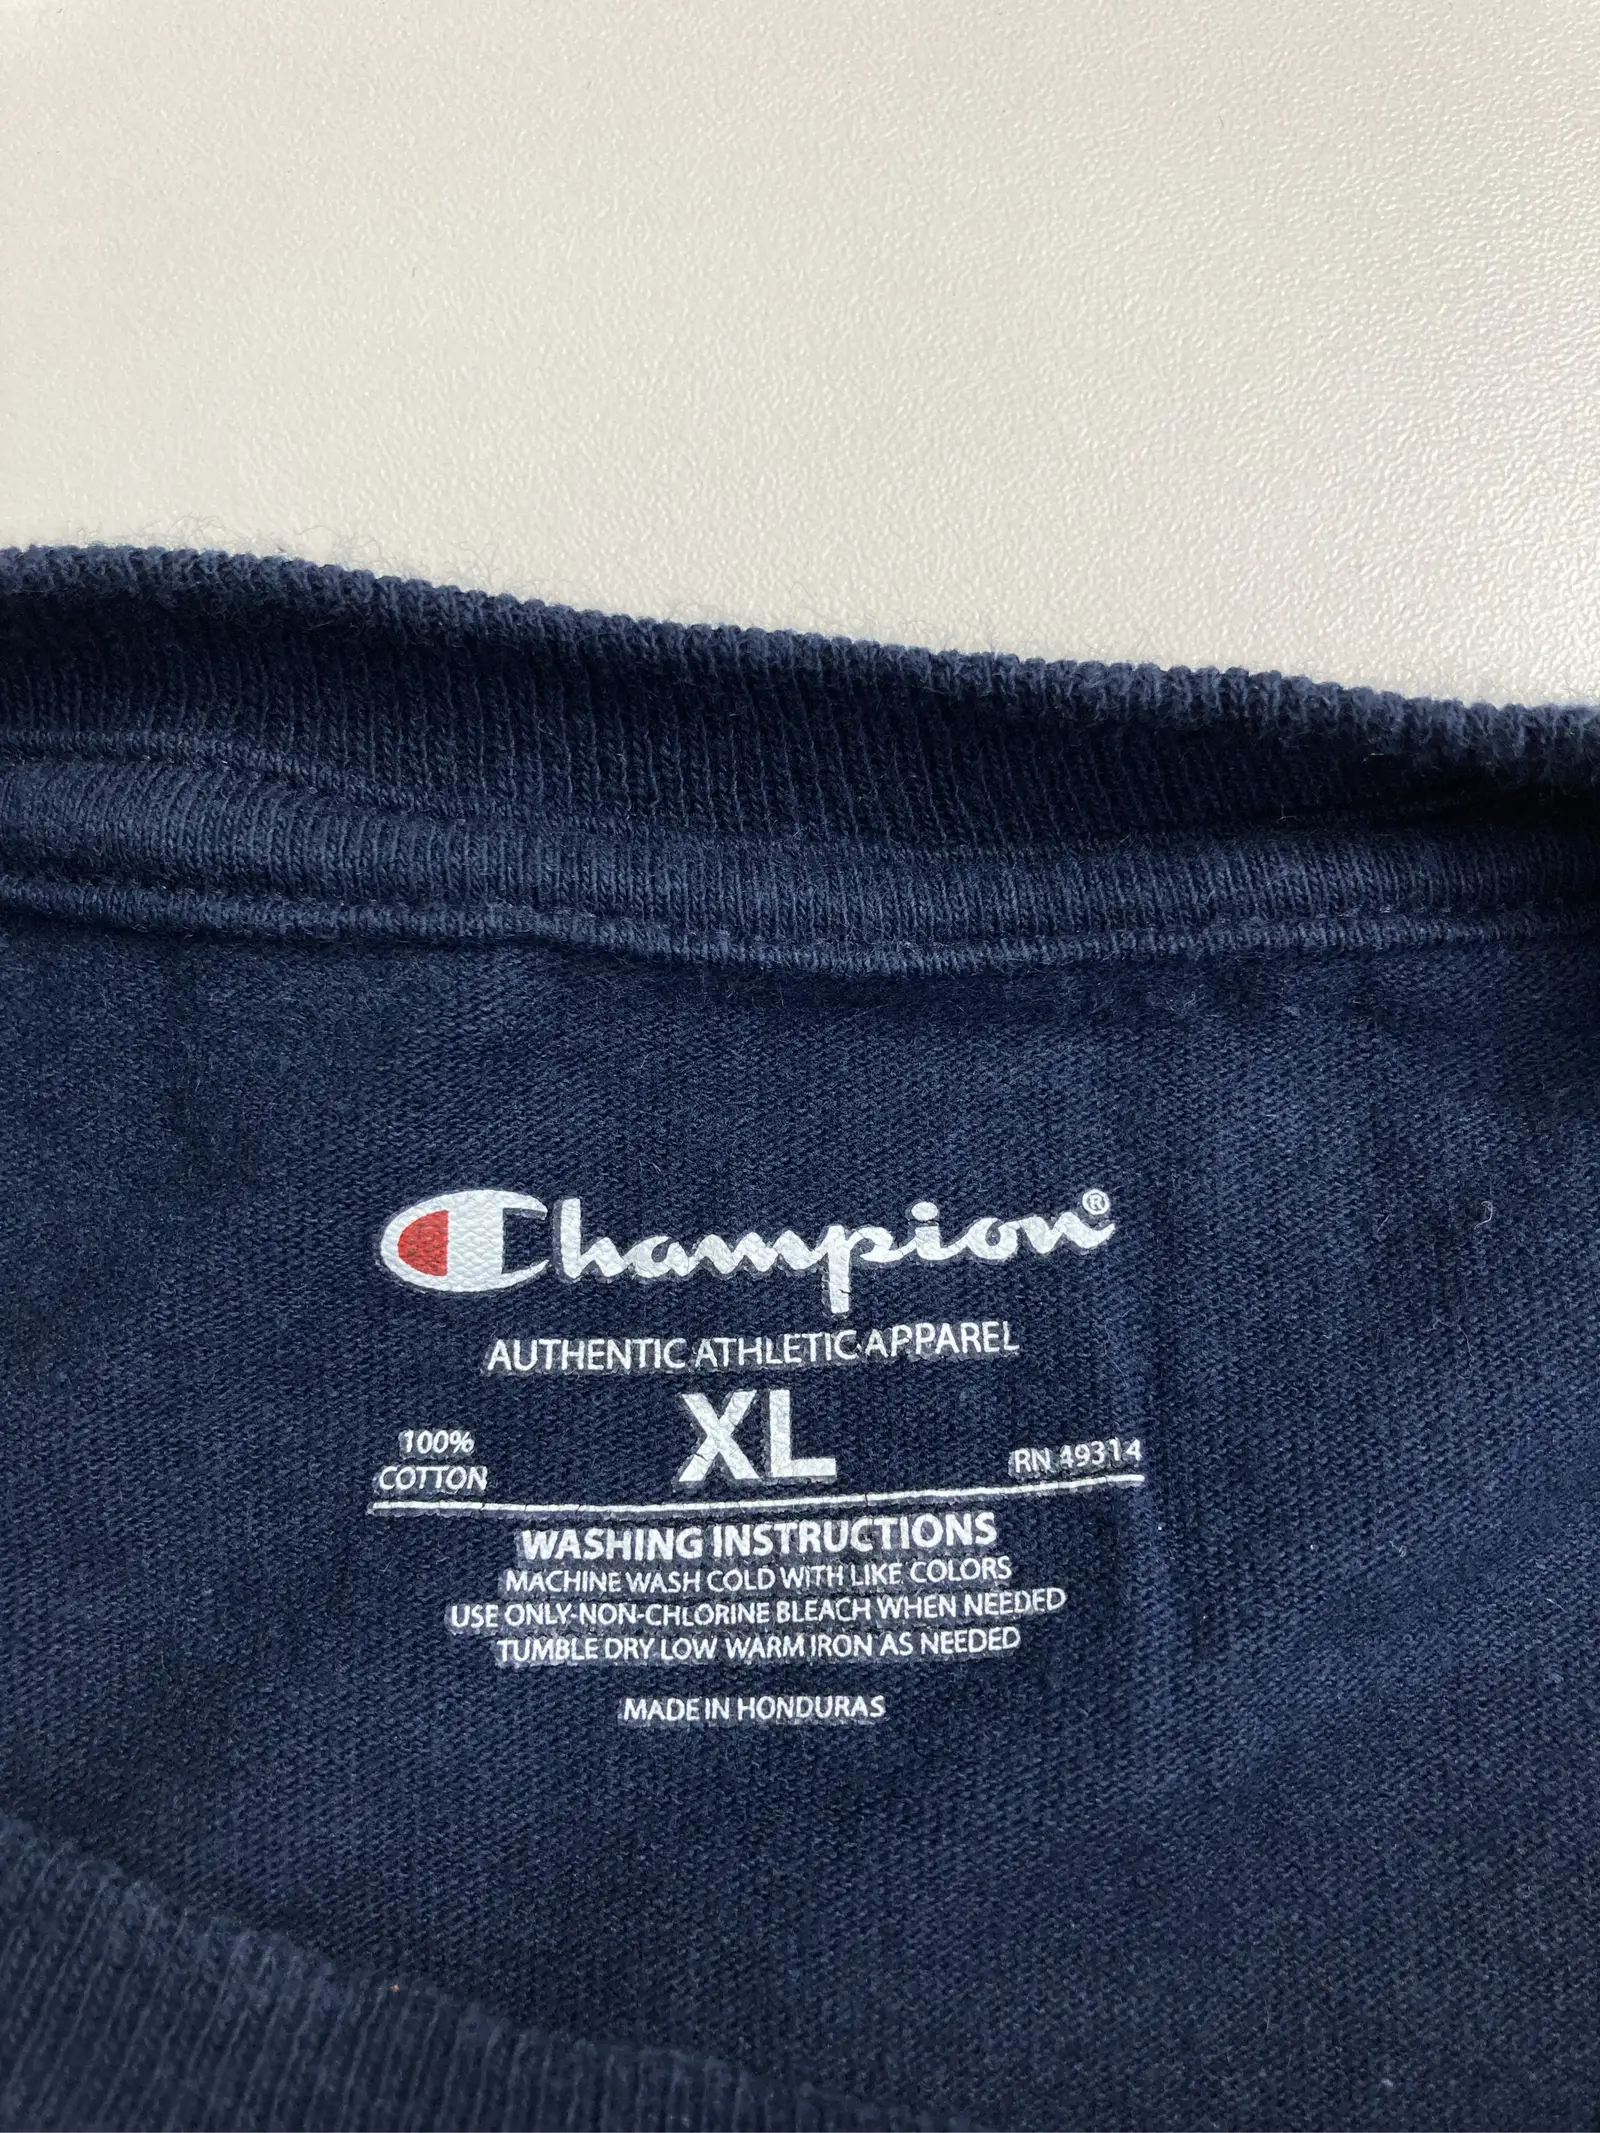 Champion®
AUTHENTIC ATHLETIC APPAREL
XL
100%
COTTON
RN 49314
WASHING INSTRUCTIONS
MACHINE WASH COLD WITH LIKE COLORS
USE ONLY-NON-CHLORINE BLEACH WHEN NEEDED
TUMBLE DRY LOW WARM IRON AS NEEDED
MADE IN HONDURAS